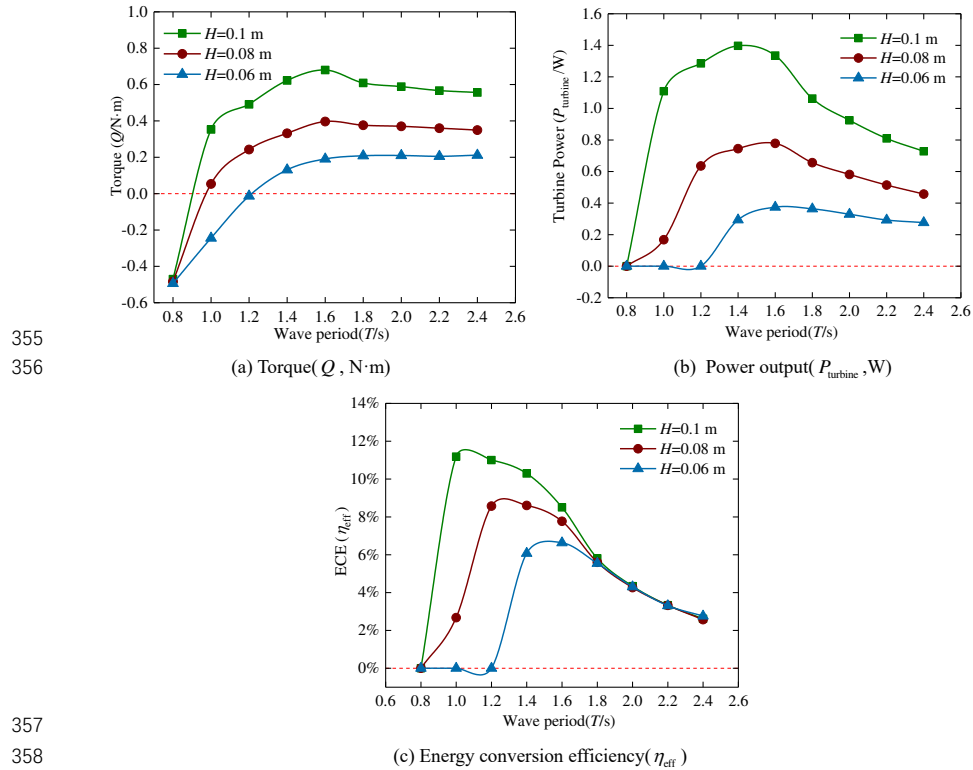 1.0
0.8
0.6
0.4
0.2
0.0
-0.2
-0.4
-0.6
Torque (Q/N·m)
H=0.1 m
H=0.08 m
H=0.06 m
0.8 1.0 1.2 1.4 1.6 1.8 2.0 2.2 2.4 2.6
Wave period(T/s)
1.6
1.4
1.2
1.0
0.8
0.6
0.4
0.2
0.0
-0.2
Turbine Power (Pturbine/W)
H=0.1 m
H=0.08 m
H=0.06 m
0.6 0.8 1.0 1.2 1.4 1.6 1.8 2.0 2.2 2.4 2.6
Wave period(T/s)
355
356 (a) Torque( Q , N·m) (b) Power output( Pturbine ,W)
14%
12%
10%
8%
6%
4%
2%
0%
ECE (ηeff)
H=0.1 m
H=0.08 m
H=0.06 m
0.6 0.8 1.0 1.2 1.4 1.6 1.8 2.0 2.2 2.4 2.6
Wave period(T/s)
357
358 (c) Energy conversion efficiency( ηeff )